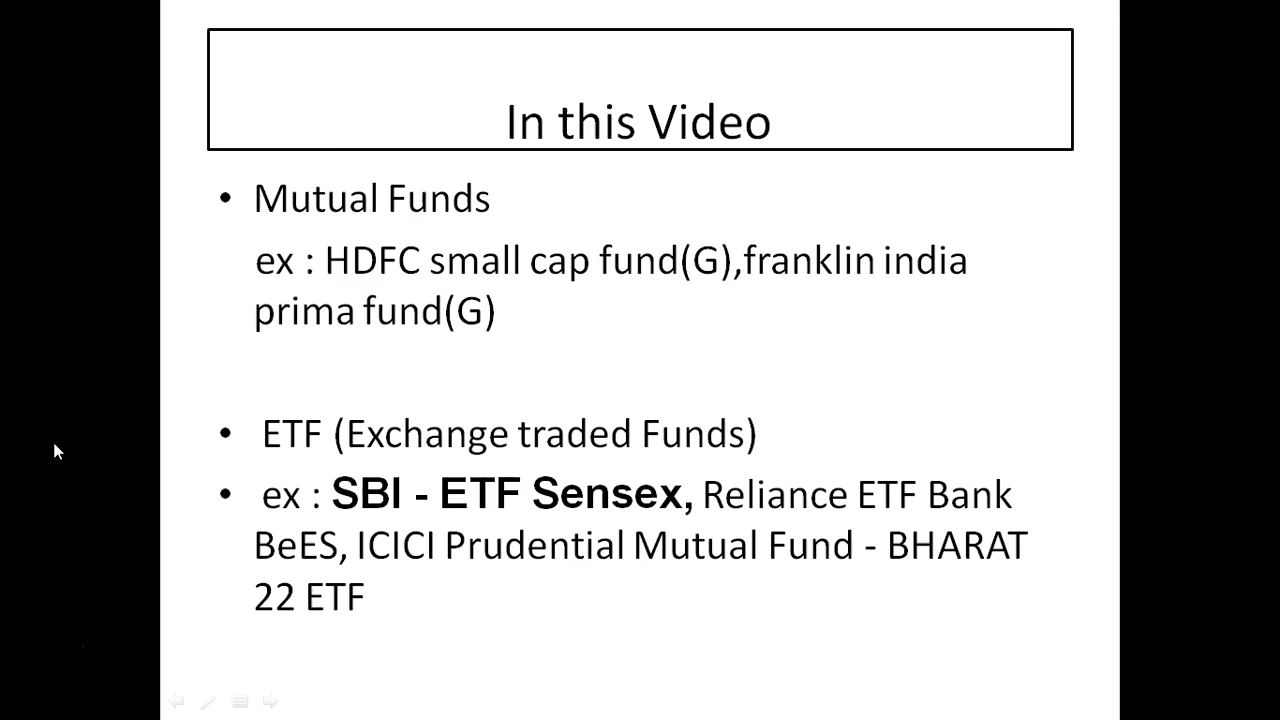 In this Video
• Mutual Funds
ex : HDFC small cap fund(G),franklin india
prima fund(G)
• ETF (Exchange traded Funds)
• ex : SBI - ETF Sensex, Reliance ETF Bank
BeES, ICICI Prudential Mutual Fund - BHARAT
22 ETF